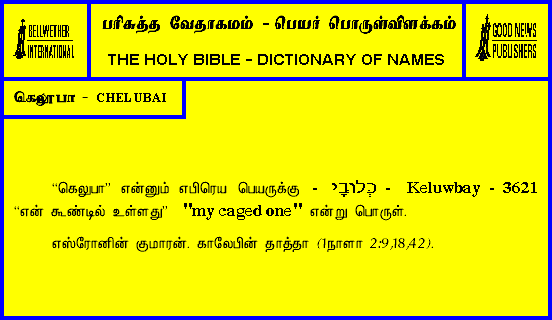 BELLWETHER
INTERNATIONAL
பரிசுத்த வேதாகமம் - பெயர் பொருள்விளக்கம்
THE HOLY BIBLE - DICTIONARY OF NAMES
GOOD NEWS
PUBLISHERS
கெலூபா - CHELUBAI
“கெலுபா” என்னும் எபிரெய பெயருக்கு - כְּלוּבָי - Keluwbay - 3621
“என் கூண்டில் உள்ளது” "my caged one" என்று பொருள்.
எஸ்ரோனின் குமாரன். காலேபின் தாத்தா (1நாளா 2:9,18,42).